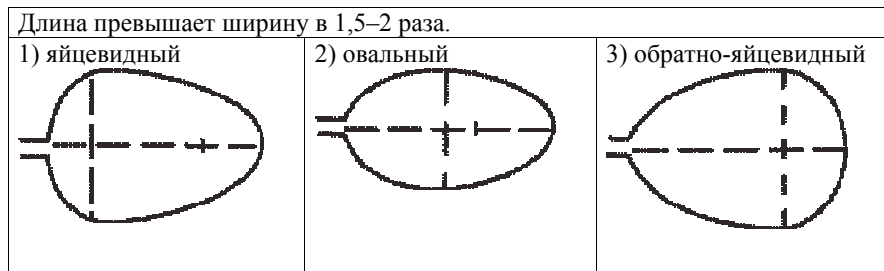 Длина превышает ширину в 1,5–2 раза.
1) яйцевидный
2) овальный
3) обратно-яйцевидный